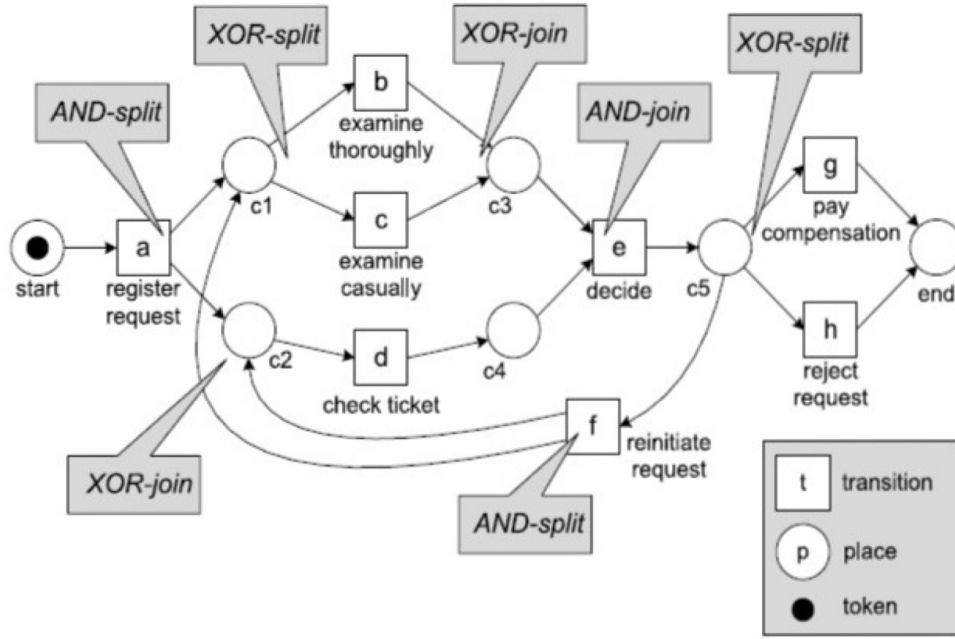 XOR-split
XOR-join
XOR-split
AND-split
b
examine
thoroughly
AND-join
g
pay
compensation
c1
c3
start
a
register
request
c
examine
casually
e
decide
c5
end
c2
d
check ticket
c4
h
reject
request
f
reinitiate
request
XOR-join
AND-split
t
transition
p
place
token